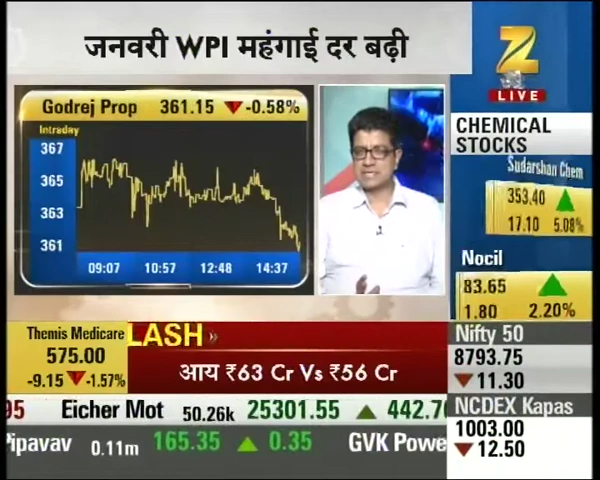 जनवरी WPI महंगाई दर बढ़ी
Z
LIVE
Godrej Prop 361.15 -0.58%
Intraday
367
365
363
361
09:07 10:57 12:48 14:37
CHEMICAL
STOCKS
Sudarshan Chem
353.40
17.10 5.08%
Nocil
83.65
1.80 2.20%
Themis Medicare
575.00
-9.15 -1.57%
LASH
आय ₹63 Cr Vs ₹56 Cr
Nifty 50
8793.75
11.30
NCDEX Kapas
1003.00
12.50
95 Eicher Mot 50.26k 25301.55 442.70
Pipavav 0.11m 165.35 0.35 GVK Powe